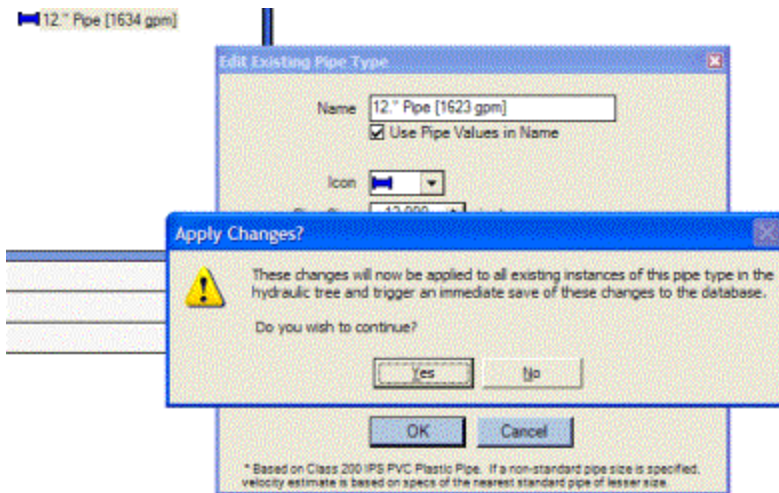 12." Pipe [1634 gpm]
Edit Existing Pipe Type
Name 12." Pipe [1623 gpm]
Use Pipe Values in Name
Icon
Apply Changes?
These changes will now be applied to all existing instances of this pipe type in the
hydraulic tree and trigger an immediate save of these changes to the database.
Do you wish to continue?
Yes No
OK Cancel
* Based on Class 200 IPS PVC Plastic Pipe. If a non-standard pipe size is specified,
velocity estimate is based on specs of the nearest standard pipe of lesser size.